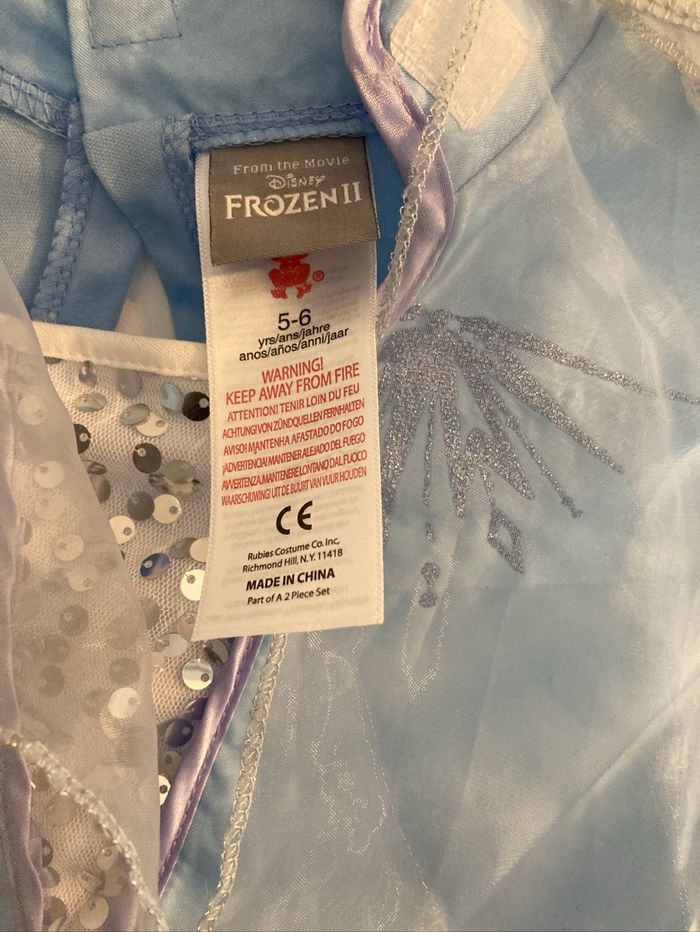 From the Movie
Disney
FROZEN II
®
5-6
yrs/ans/jahre
anos/años/anni/jaar
WARNING!
KEEP AWAY FROM FIRE
ATTENTION! TENIR LOIN DU FEU
ACHTUNG! VON ZÜNDQUELLEN FERNHALTEN
AVISO! MANTENHA AFASTADO DO FOGO
¡ADVERTENCIA! MANTENER ALEJADO DEL FUEGO
AVVERTENZA. MANTENERE LONTANO DAL FUOCO
WAARSCHUWING! UIT DE BUURT VAN VUUR HOUDEN
CE
Rubies Costume Co. Inc,
Richmond Hill, N.Y. 11418
MADE IN CHINA
Part of A 2 Piece Set